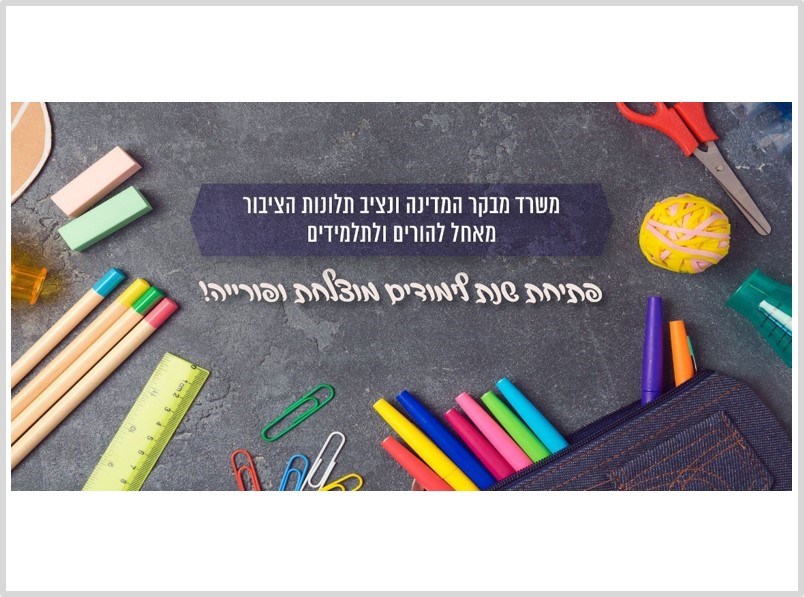 משרד מבקר המדינה ונציב תלונות הציבור
מאחל להורים ולתלמידים
פתיחת שנת לימודים מוצלחת ופורייה!